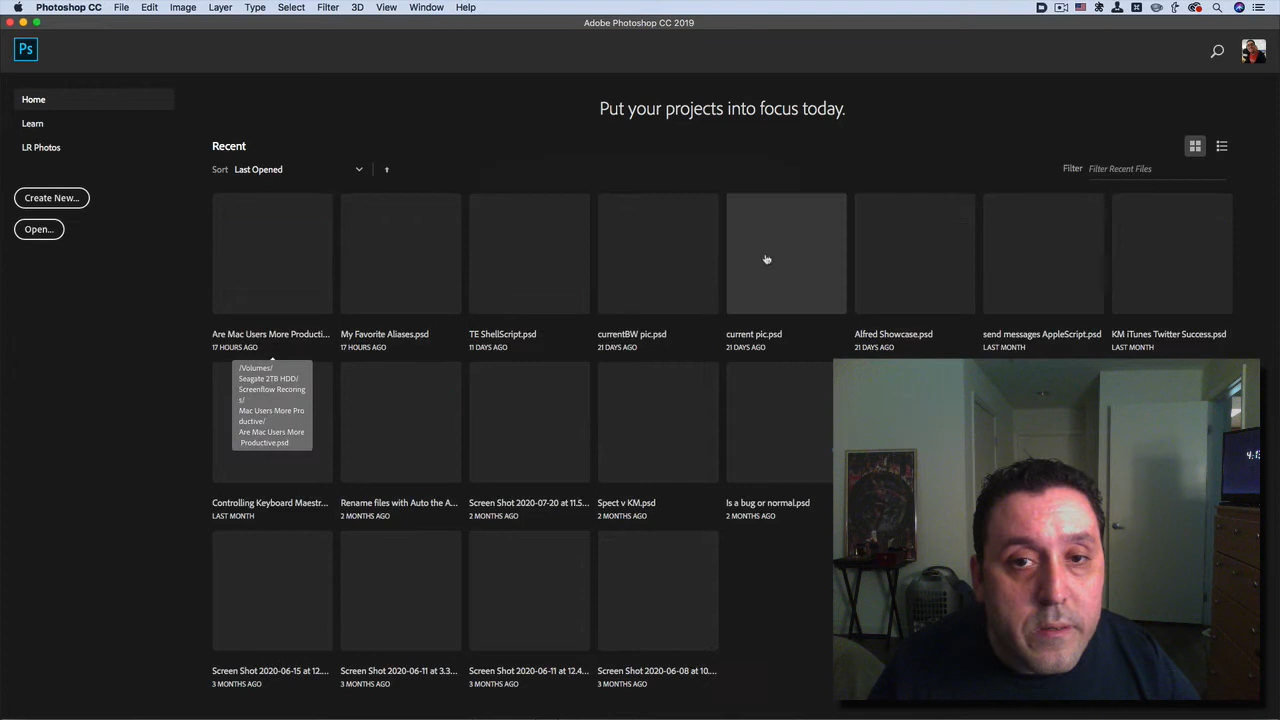 Photoshop CC File Edit Image Layer Type Select Filter 3D View Window Help
Adobe Photoshop CC 2019
Ps
Home
Learn
LR Photos
Create New...
Open...
Put your projects into focus today.
Recent
Sort Last Opened
Filter Filter Recent Files
Are Mac Users More Producti... My Favorite Aliases.psd TE ShellScript.psd currentBW pic.psd current pic.psd Alfred Showcase.psd send messages AppleScript.psd KM iTunes Twitter Success.psd
17 HOURS AGO 17 HOURS AGO 11 DAYS AGO 21 DAYS AGO 21 DAYS AGO 21 DAYS AGO LAST MONTH LAST MONTH
/Volumes/
Seagate 2TB HDD/
Screenflow Recoring
s/
Mac Users More Pro
ductive/
Are Mac Users More
Productive.psd
Controlling Keyboard Maestr... Rename files with Auto the A... Screen Shot 2020-07-20 at 11.5... Spect v KM.psd Is a bug or normal.psd
LAST MONTH 2 MONTHS AGO 2 MONTHS AGO 2 MONTHS AGO 2 MONTHS AGO
Screen Shot 2020-06-15 at 12.... Screen Shot 2020-06-11 at 3.3... Screen Shot 2020-06-11 at 12.4... Screen Shot 2020-06-08 at 10....
3 MONTHS AGO 3 MONTHS AGO 3 MONTHS AGO 3 MONTHS AGO